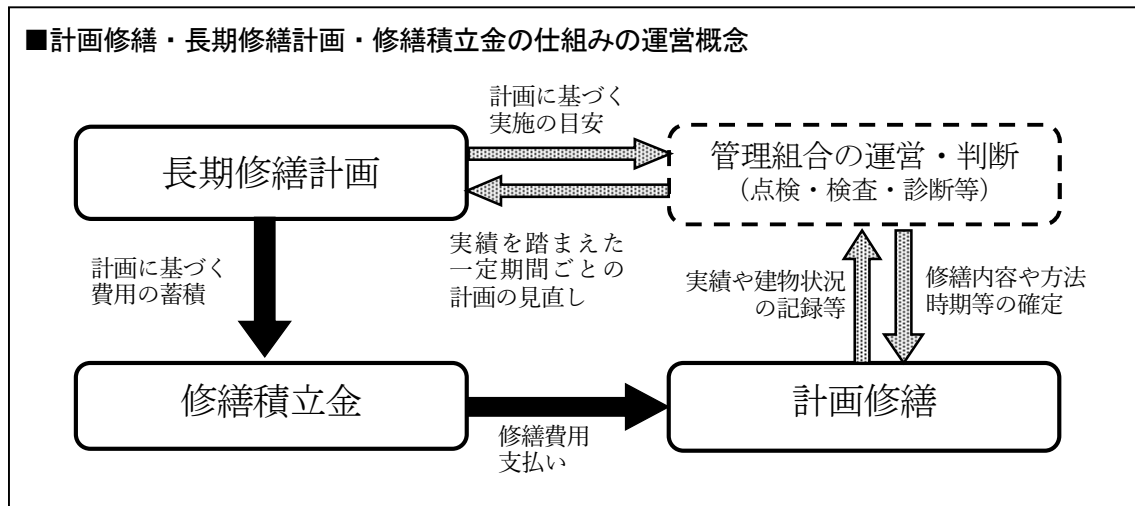 ■計画修繕・長期修繕計画・修繕積立金の仕組みの運営概念
計画に基づく
実施の目安
長期修繕計画
管理組合の運営・判断
（点検・検査・診断等）
実績を踏まえた
一定期間ごとの
計画の見直し
計画に基づく
費用の蓄積
実績や建物状況
の記録等
修繕内容や方法
時期等の確定
修繕積立金
計画修繕
修繕費用
支払い